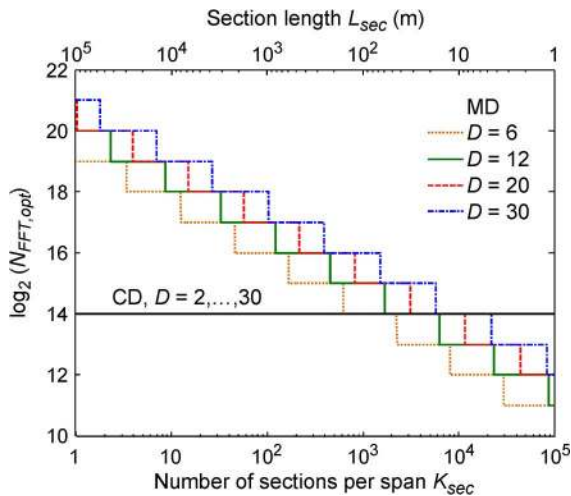 Section length L_sec (m)
10^5 10^4 10^3 10^2 10 1
22
20
18
16
14
12
10
log_2 (N_FFT,opt)
MD
D = 6
D = 12
D = 20
D = 30
CD, D = 2,...,30
1 10 10^2 10^3 10^4 10^5
Number of sections per span K_sec